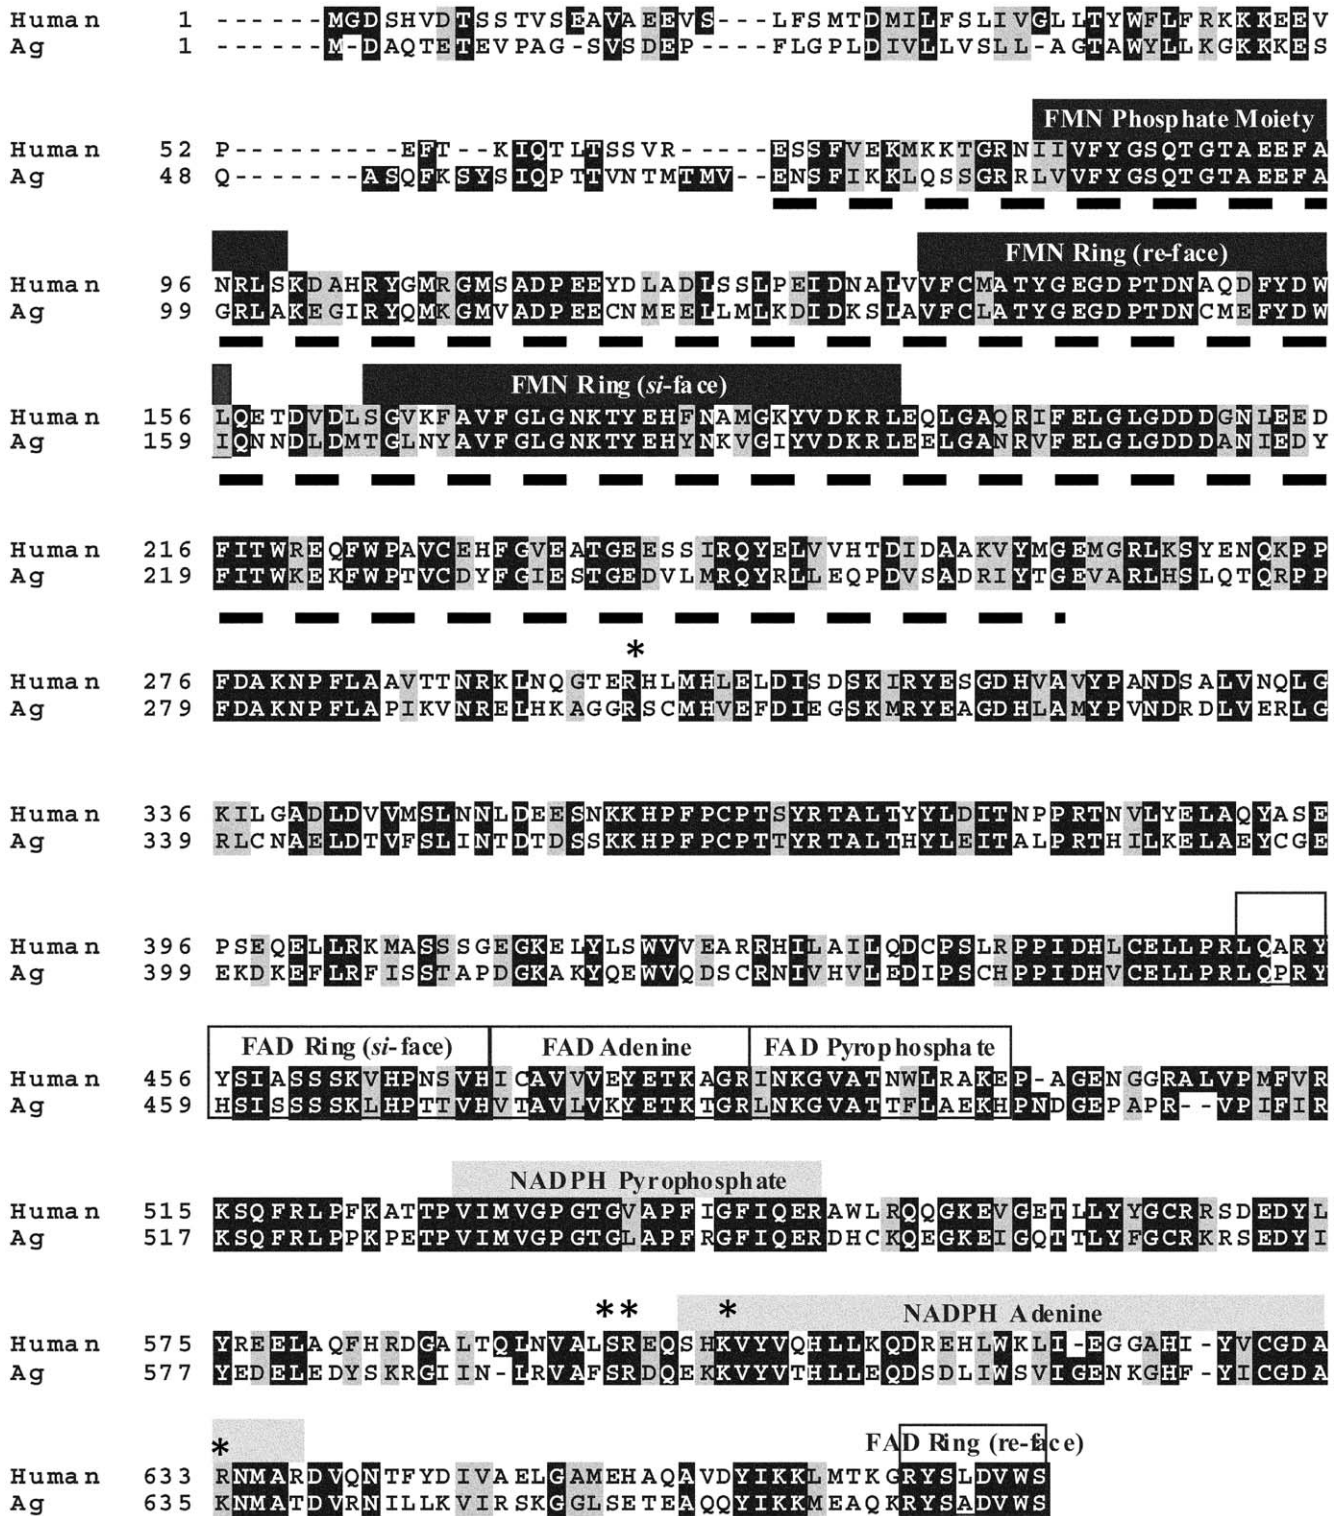 Human 1 ------MGDSHVDTSSTVSEAVAEEVS---LFSMTDMILFSLIVGLLTYWFLFRKKKEEV
Ag 1 ------M-DAQTETEVPAG-SVSDEP----FLGPLDIVLLVSLL-AGTAWYLLKGKKKES
FMN Phosphate Moiety
Human 52 P---------EFT--KIQTLTSSVR-----ESSFVEKMKKTGRNIIVFYGSQTGTAEEFA
Ag 48 Q-------ASQFKSYSIQPTTVNTMTMV--ENSFIKKLQSSGRRLVVFYGSQTGTAEEFA
FMN Ring (re-face)
Human 96 NRLSKDAHRYGMRGMSADPEEYDLADLSSLPEIDNALVVFCMATYGEGDPTDNAQDFYDW
Ag 99 GRLAKEGIRYQMKGMVADPEECNMEELLMLKDIDKSLAVFCLATYGEGDPTDNCMEFYDW
FMN Ring (si-face)
Human 156 LQETDVDLSGVKFAVFGLGNKTYEHFNAMGKYVDKRLEQLGAQRIFELGLGDDDGNLEED
Ag 159 IQNNDLDMTGLNYAVFGLGNKTYEHYNKVGIYVDKRLEELGANRVFELGLGDDDANIEDY
Human 216 FITWREQFWPAVCEHFGVEATGEESSIRQYELVVHTDIDAAKVYMGEMGRLKSYENQKPP
Ag 219 FITWKEKFWPTVCDYFGIESTGEDVLMRQYRLLEQPDVSADRIYTGEVARLHSLQTQRPP
*
Human 276 FDAKNPFLAAVTTNRKLNQGTERHLMHLELDISDSKIRYESGDHVAVYPANDSALVNQLG
Ag 279 FDAKNPFLAPIKVNRELHKAGGRSCMHVEFDIEGSKMRYEAGDHLAMYPVNDRDLVERLG
Human 336 KILGADLDVVMSLNNLDEESNKKHPFPCPTSYRTALTYYLDITNPPRTNVLYELAQYASE
Ag 339 RLCNAELDTVFSLINTDTDSSKKHPFPCPTTYRTALTHYLEITALPRTHILKELAEYCGE
Human 396 PSEQELLRKMASSSGEGKELYLSWVVEARRHILAILQDCPSLRPPIDHLCELLPRLQARY
Ag 399 EKDKEFLRFISSTAPDGKAKYQEWVQDSCRNIVHVLEDIPSCHPPIDHVCELLPRLQPRY
FAD Ring (si-face) FAD Adenine FAD Pyrophosphate
Human 456 YSIASSSKVHPNSVHICAVVVEYETKAGRINKGVATNWLRAKEP-AGENGGRALVPMFVR
Ag 459 HSISSSSKLHPTTVHVTAVLVKYETKTGRLNKGVATTFLAEKHPNDGEPAPR--VPIFIR
NADPH Pyrophosphate
Human 515 KSQFRLPFKATTPVIMVGPGTGVAPFIGFIQERAWLRQQGKEVGETLLYYGCRRSDEDYL
Ag 517 KSQFRLPPKPETPVIMVGPGTGLAPFRGFIQERDHCKQEGKEIGQTTLYFGCRKRSEDYI
** * NADPH Adenine
Human 575 YREELAQFHRDGALTQLNVALSREQSHKVYVQHLLKQDREHLWKLI-EGGAHI-YVCGDA
Ag 577 YEDELEDYSKRGIIN-LRVAFSRDQEKKVYVTHLLEQDSDLIWSVIGENKGHF-YICGDA
* FAD Ring (re-face)
Human 633 RNMARDVQNTFYDIVAELGAMEHAQAVDYIKKLMTKGRYSLDVWS
Ag 635 KNMATDVRNILLKVIRSKGGLSETEAQQYIKKMEAQKRYSADVWS